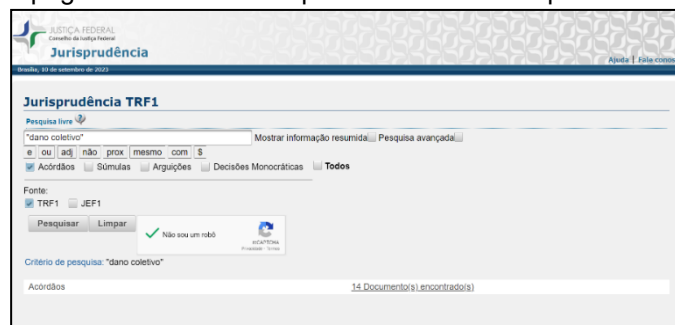 JUSTIÇA FEDERAL
Conselho da Justiça Federal
Jurisprudência
Ajuda | Fale conos
Brasília, 10 de setembro de 2023
Jurisprudência TRF1
Pesquisa livre
"dano coletivo" Mostrar informação resumida Pesquisa avançada
e ou adj não prox mesmo com $
Acórdãos Súmulas Arguições Decisões Monocráticas Todos
Fonte:
TRF1 JEF1
Pesquisar Limpar Não sou um robô
reCAPTCHA
Privacidade - Termos
Critério de pesquisa: "dano coletivo"
Acórdãos 14 Documento(s) encontrado(s)